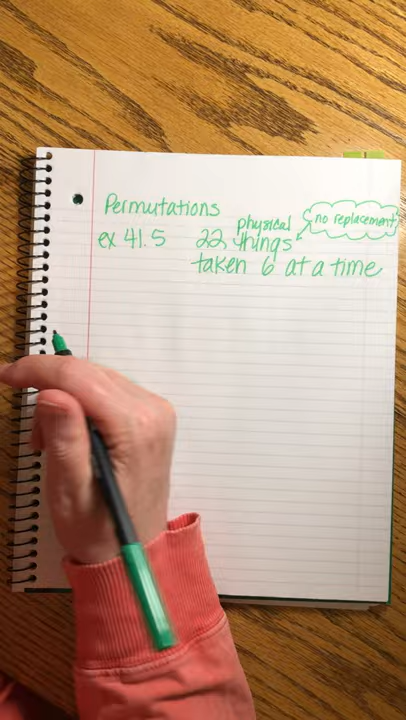 Permutations
physical
no replacement
ex 41.5 22 things
taken 6 at a time